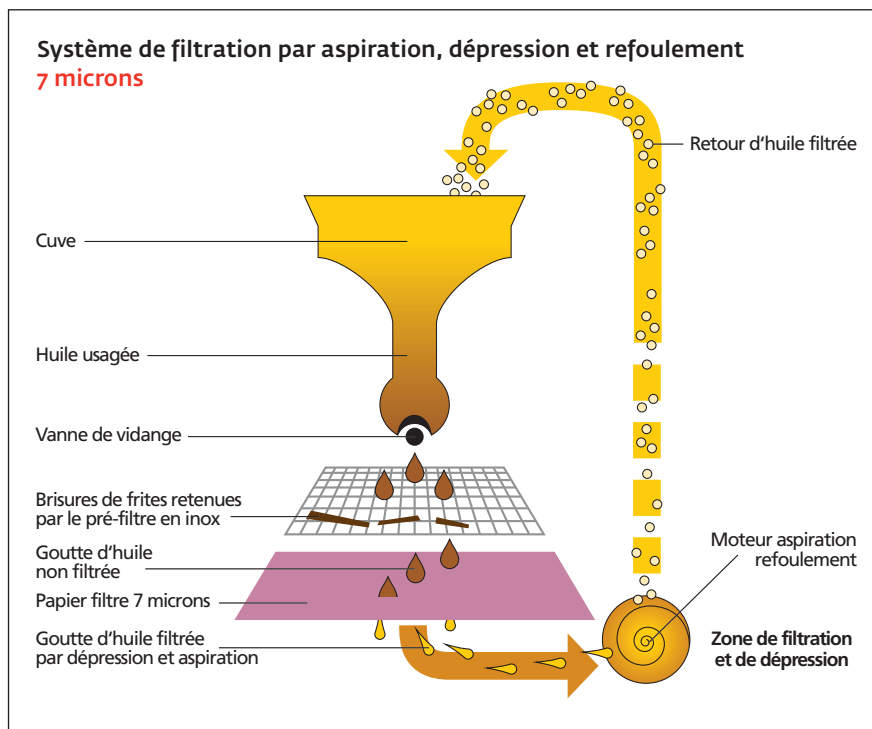 Système de filtration par aspiration, dépression et refoulement
7 microns
Retour d'huile filtrée
Cuve
Huile usagée
Vanne de vidange
Brisures de frites retenues
par le pré-filtre en inox
Goutte d'huile
non filtrée
Moteur aspiration
refoulement
Papier filtre 7 microns
Goutte d'huile filtrée
par dépression et aspiration
Zone de filtration
et de dépression